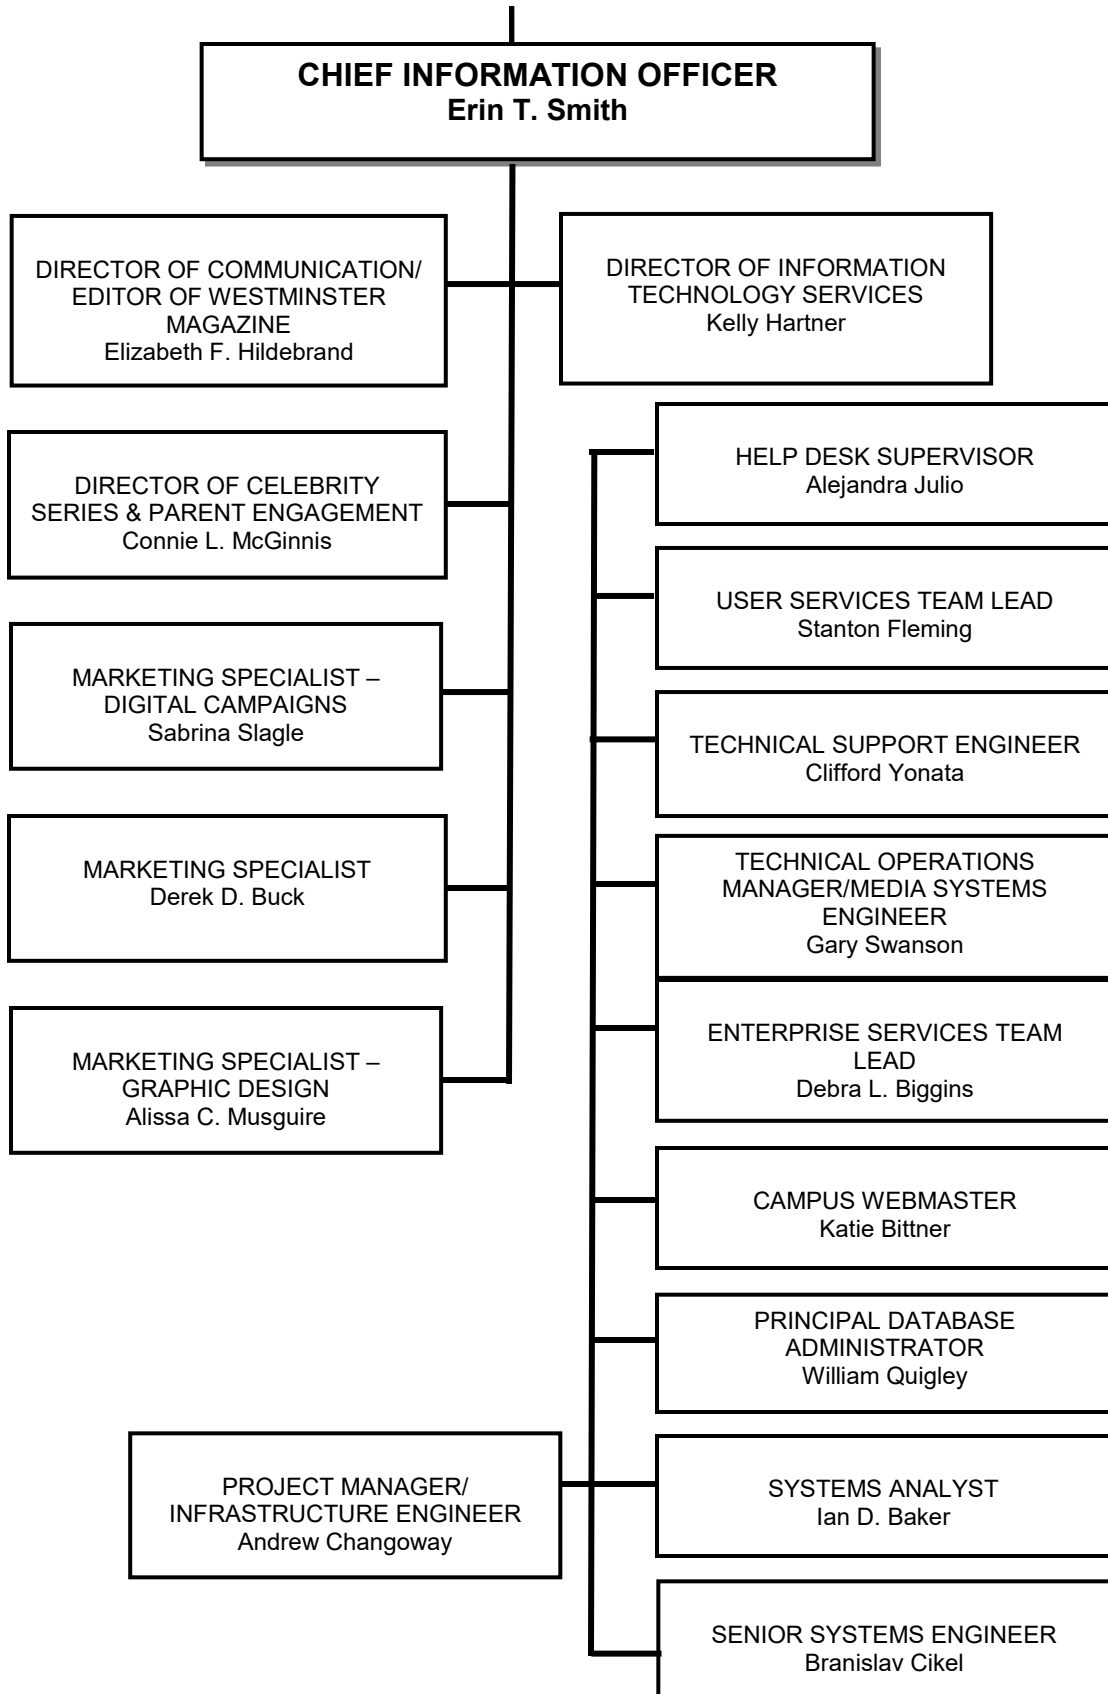 CHIEF INFORMATION OFFICER
Erin T. Smith
DIRECTOR OF COMMUNICATION/
EDITOR OF WESTMINSTER
MAGAZINE
Elizabeth F. Hildebrand
DIRECTOR OF INFORMATION
TECHNOLOGY SERVICES
Kelly Hartner
DIRECTOR OF CELEBRITY
SERIES & PARENT ENGAGEMENT
Connie L. McGinnis
MARKETING SPECIALIST –
DIGITAL CAMPAIGNS
Sabrina Slagle
MARKETING SPECIALIST
Derek D. Buck
MARKETING SPECIALIST –
GRAPHIC DESIGN
Alissa C. Musguire
HELP DESK SUPERVISOR
Alejandra Julio
USER SERVICES TEAM LEAD
Stanton Fleming
TECHNICAL SUPPORT ENGINEER
Clifford Yonata
TECHNICAL OPERATIONS
MANAGER/MEDIA SYSTEMS
ENGINEER
Gary Swanson
ENTERPRISE SERVICES TEAM
LEAD
Debra L. Biggins
CAMPUS WEBMASTER
Katie Bittner
PRINCIPAL DATABASE
ADMINISTRATOR
William Quigley
PROJECT MANAGER/
INFRASTRUCTURE ENGINEER
Andrew Changoway
SYSTEMS ANALYST
Ian D. Baker
SENIOR SYSTEMS ENGINEER
Branislav Cikel